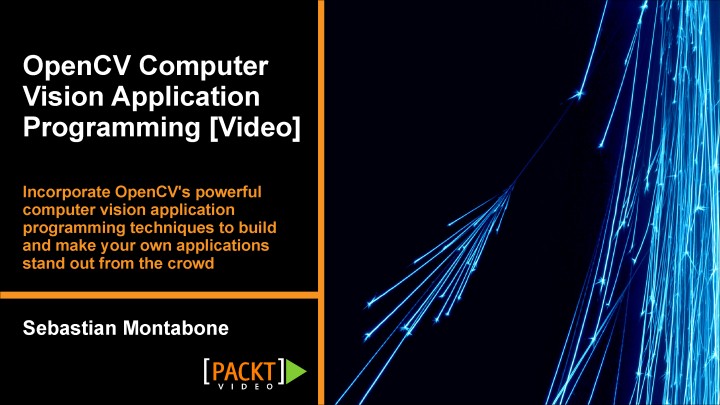 OpenCV Computer
Vision Application
Programming [Video]
Incorporate OpenCV's powerful
computer vision application
programming techniques to build
and make your own applications
stand out from the crowd
Sebastian Montabone
[PACKT]
VIDEO